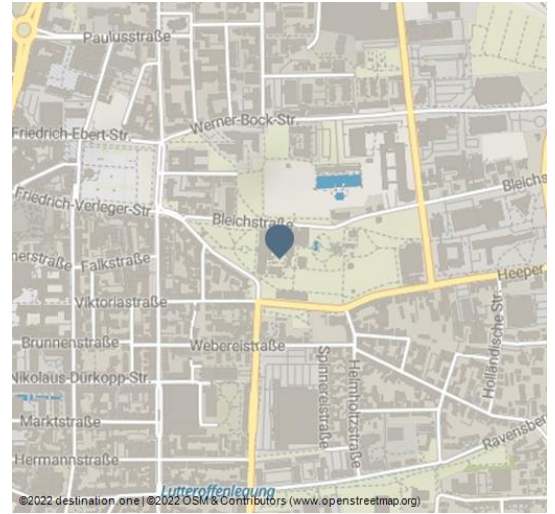 Paulusstraße
Werner-Bock-Str.
Friedrich-Ebert-Str.
Bleichs
Friedrich-Verleger-Str.
Bleichstraße
nerstraße
Falkstraße
Heeper
Viktoriastraße
Holländische Str.
Brunnenstraße
Webereistraße
Spinnereistraße
Helmholtzstraße
Nikolaus-Dürkopp-Str.
Marktstraße
Ravensberg
Hermannstraße
Lutteroffenlegung
©2022 destination.one | ©2022 OSM & Contributors (www.openstreetmap.org)